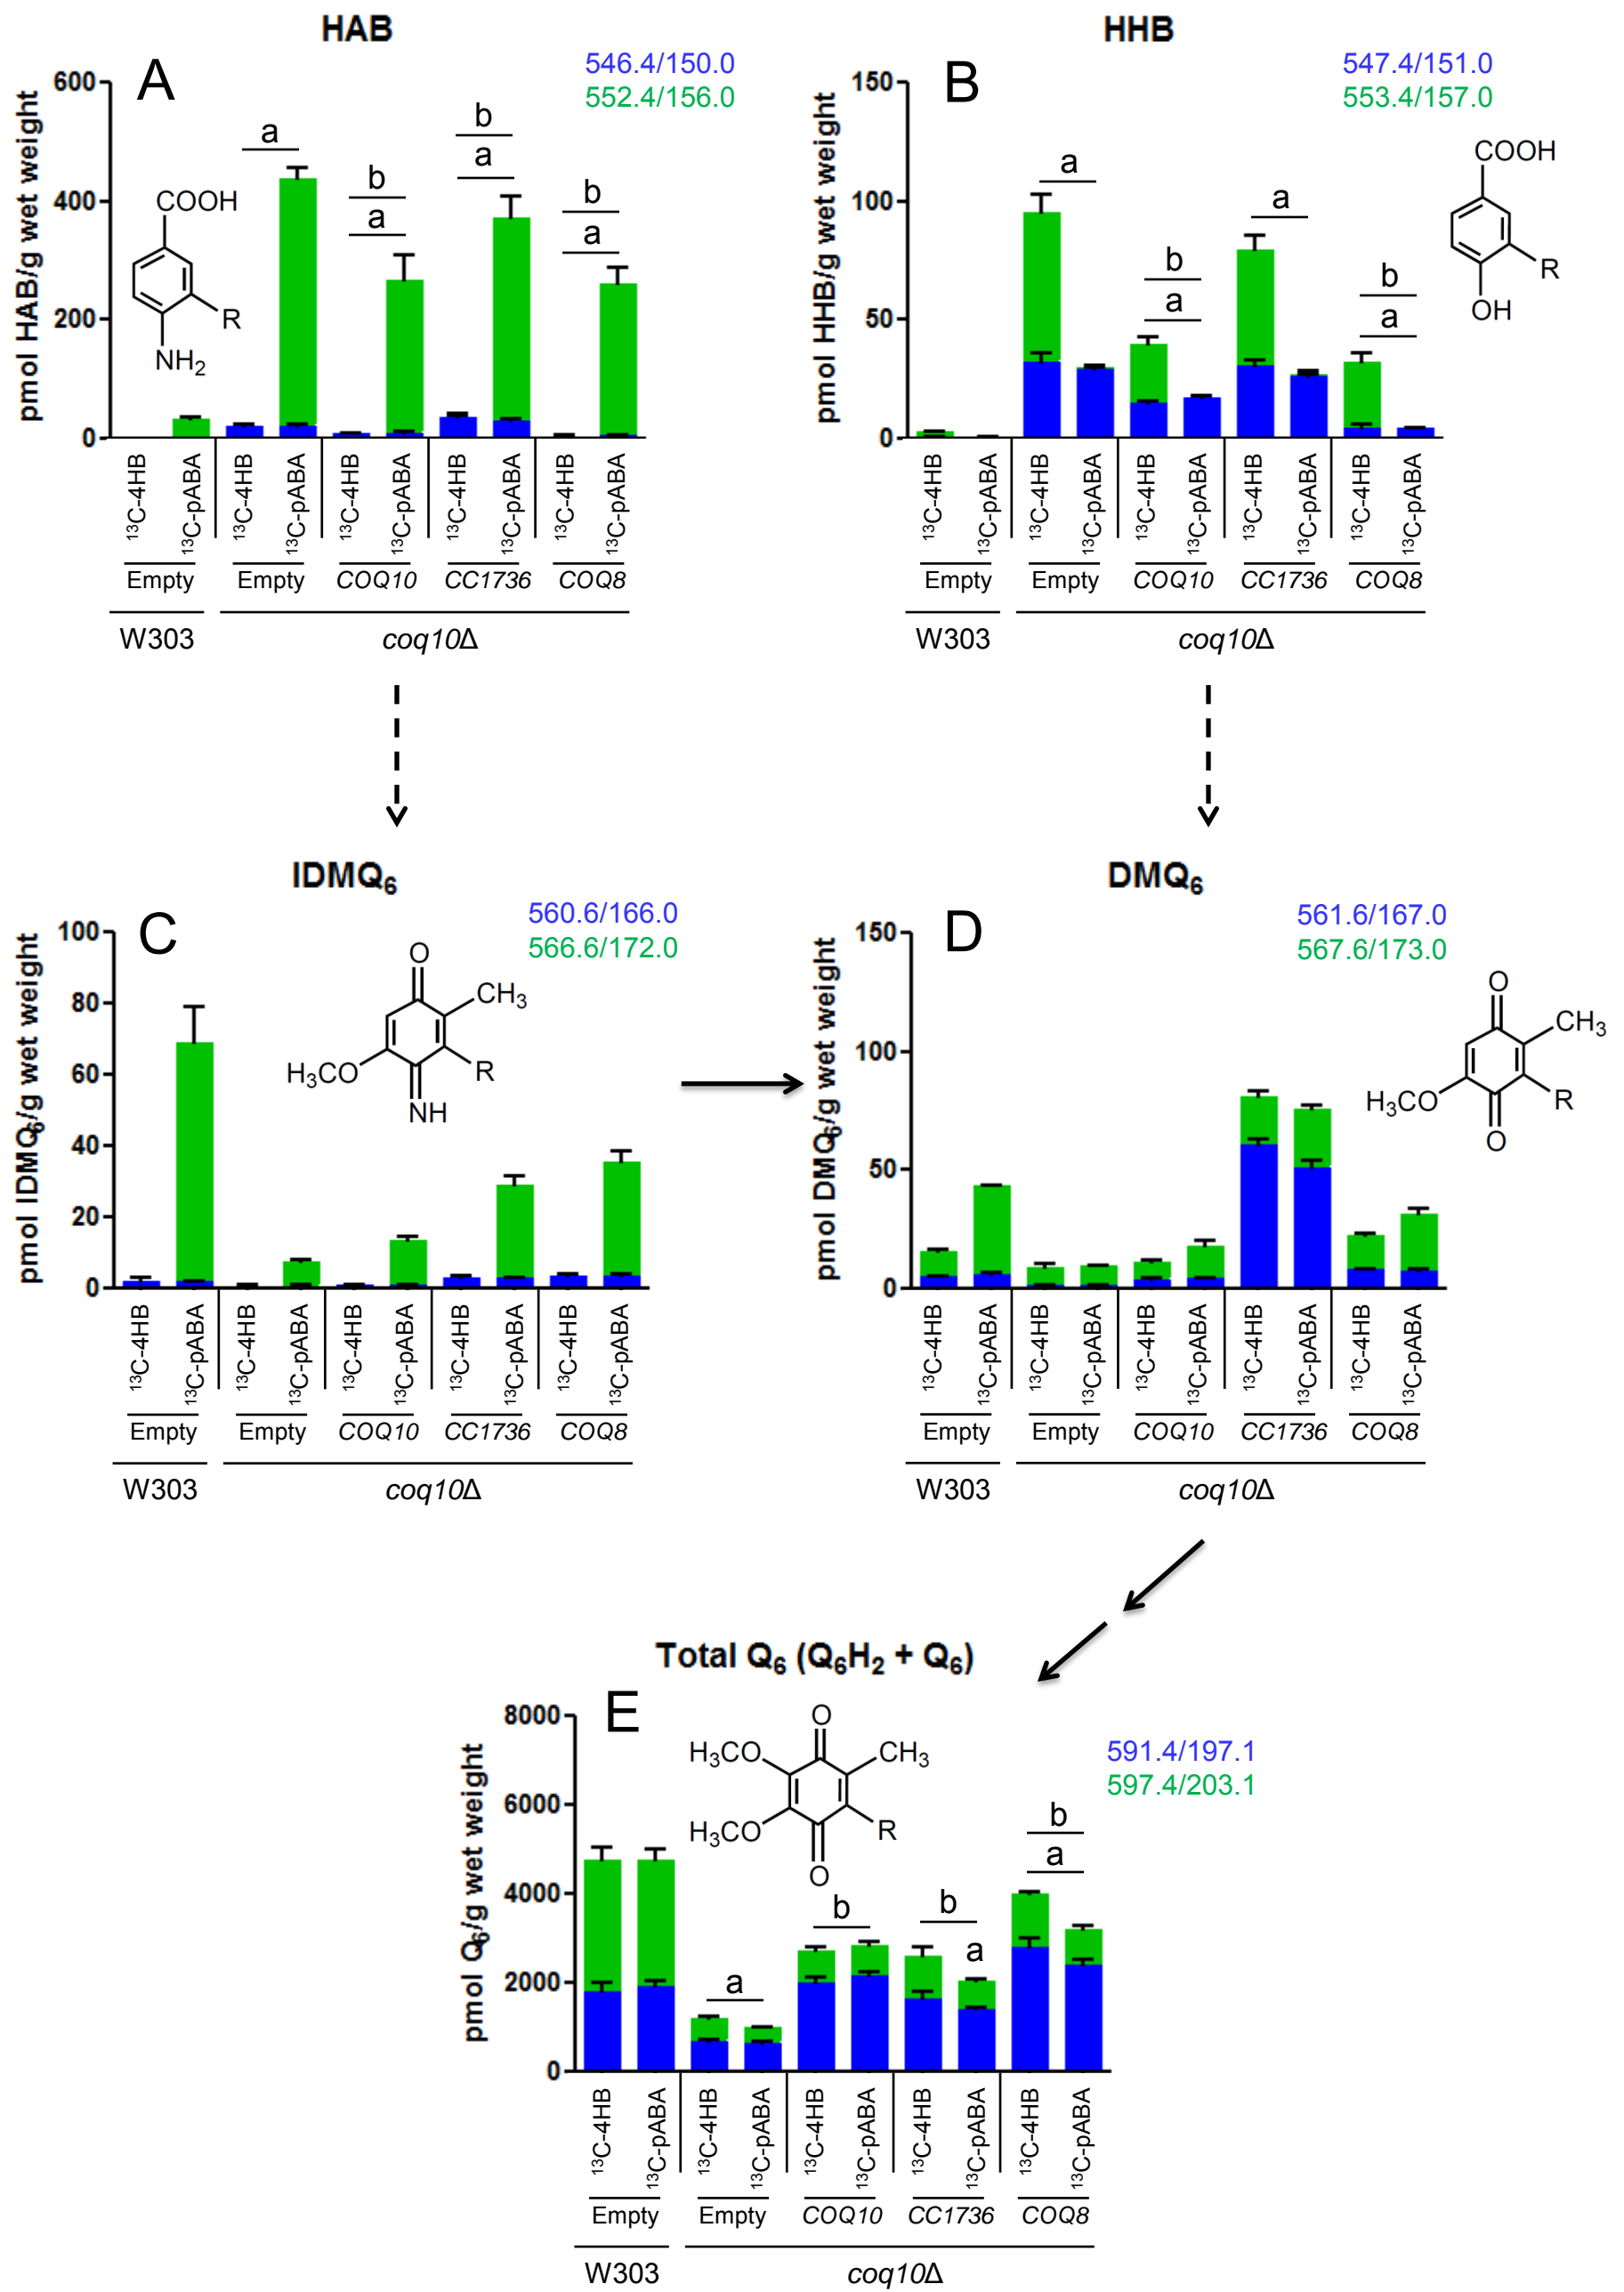 HAB
A
546.4/150.0
552.4/156.0
pmol HAB/g wet weight
600
400
200
0
COOH
R
NH2
a
b
a
b
a
b
a
13C-4HB
13C-pABA
13C-4HB
13C-pABA
13C-4HB
13C-pABA
13C-4HB
13C-pABA
13C-4HB
13C-pABA
Empty Empty COQ10 CC1736 COQ8
W303 coq10Δ
HHB
B
547.4/151.0
553.4/157.0
pmol HHB/g wet weight
150
100
50
0
COOH
R
OH
a
b
a
a
b
a
13C-4HB
13C-pABA
13C-4HB
13C-pABA
13C-4HB
13C-pABA
13C-4HB
13C-pABA
13C-4HB
13C-pABA
Empty Empty COQ10 CC1736 COQ8
W303 coq10Δ
IDMQ6
C
560.6/166.0
566.6/172.0
pmol IDMQ6/g wet weight
100
80
60
40
20
0
O
CH3
H3CO
R
NH
13C-4HB
13C-pABA
13C-4HB
13C-pABA
13C-4HB
13C-pABA
13C-4HB
13C-pABA
13C-4HB
13C-pABA
Empty Empty COQ10 CC1736 COQ8
W303 coq10Δ
DMQ6
D
561.6/167.0
567.6/173.0
pmol DMQ6/g wet weight
150
100
50
0
O
CH3
H3CO
R
O
13C-4HB
13C-pABA
13C-4HB
13C-pABA
13C-4HB
13C-pABA
13C-4HB
13C-pABA
13C-4HB
13C-pABA
Empty Empty COQ10 CC1736 COQ8
W303 coq10Δ
Total Q6 (Q6H2 + Q6)
E
591.4/197.1
597.4/203.1
pmol Q6/g wet weight
8000
6000
4000
2000
0
O
H3CO
CH3
H3CO
R
O
a
b
b
a
b
a
13C-4HB
13C-pABA
13C-4HB
13C-pABA
13C-4HB
13C-pABA
13C-4HB
13C-pABA
13C-4HB
13C-pABA
Empty Empty COQ10 CC1736 COQ8
W303 coq10Δ